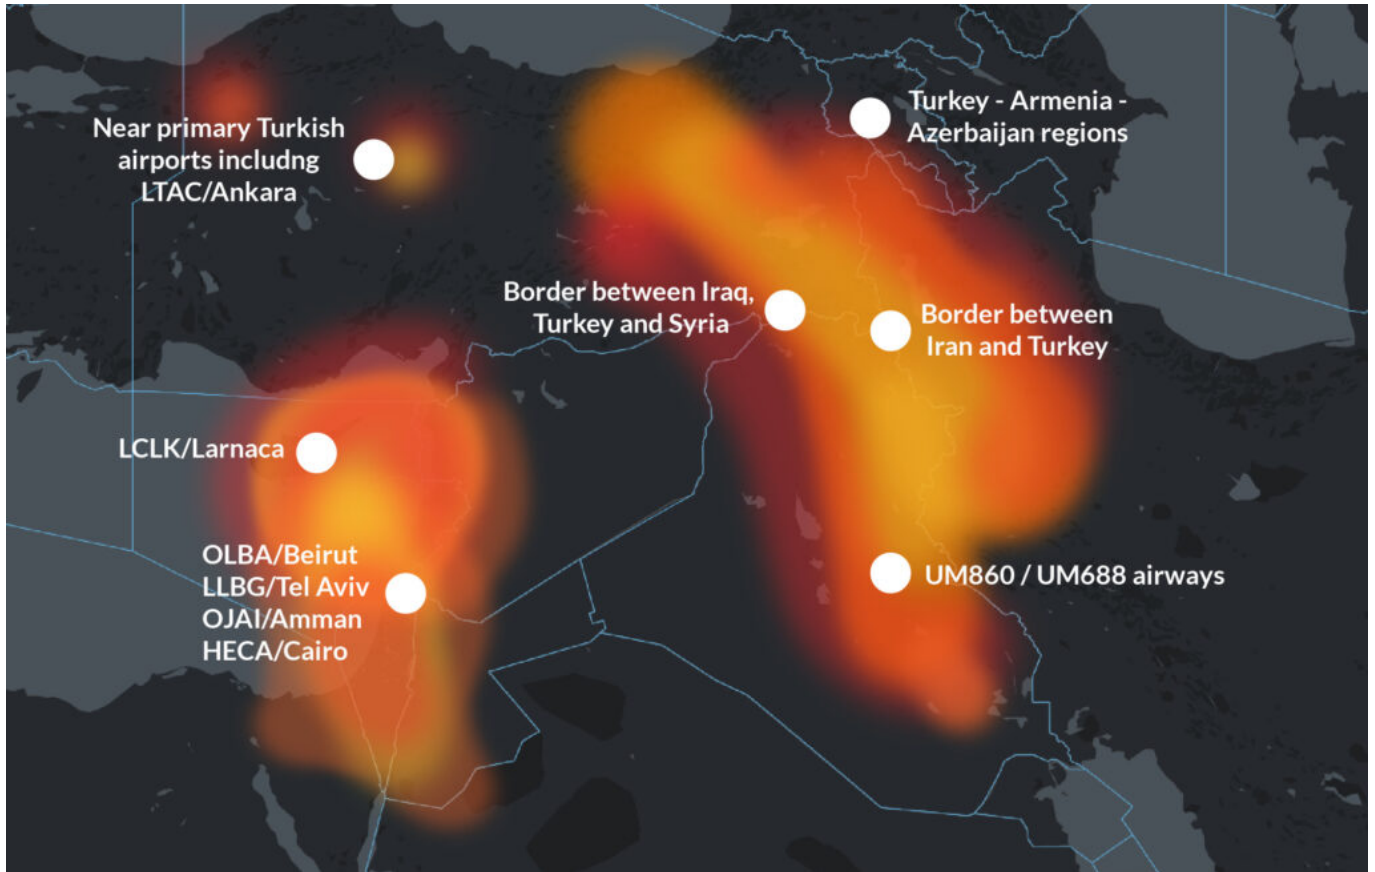 Near primary Turkish
airports includng
LTAC/Ankara
Turkey - Armenia -
Azerbaijan regions
Border between Iraq,
Turkey and Syria
Border between
Iran and Turkey
LCLK/Larnaca
OLBA/Beirut
LLBG/Tel Aviv
OJAI/Amman
HECA/Cairo
UM860 / UM688 airways